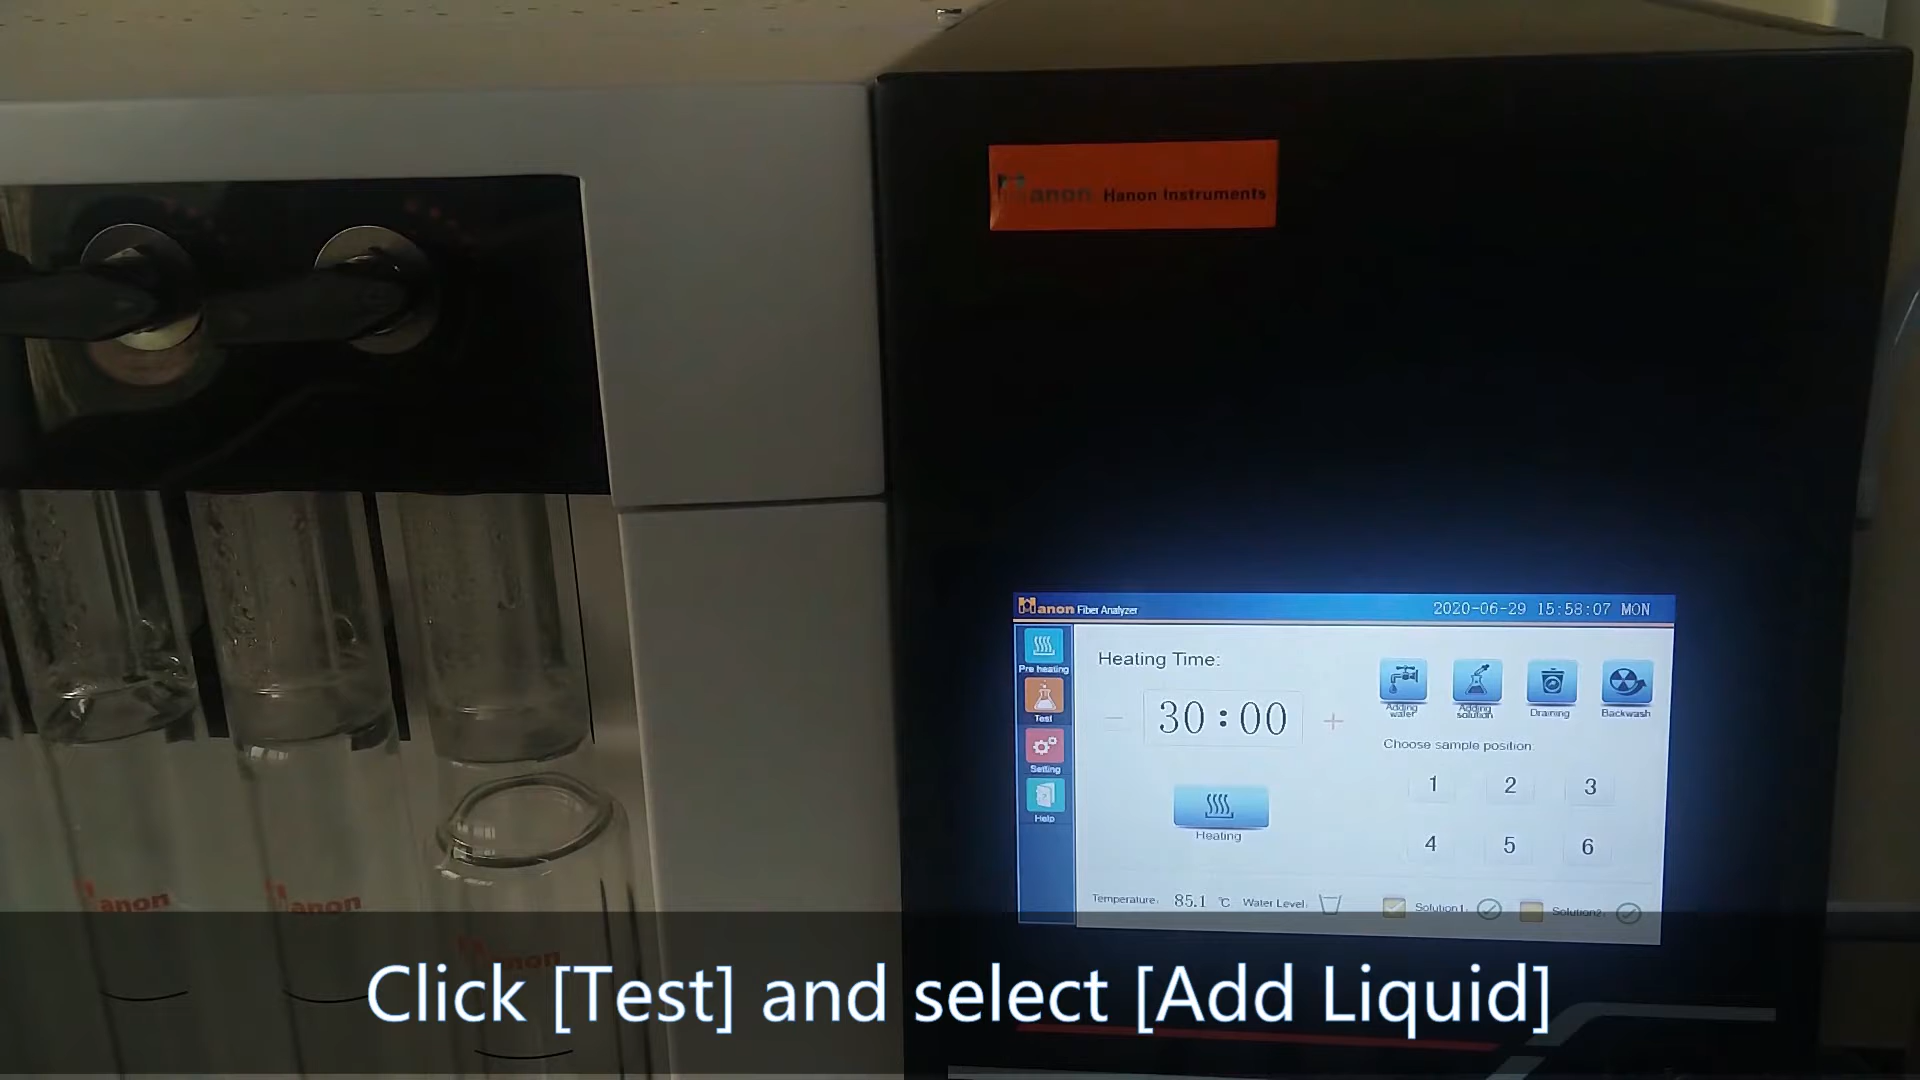 Hanon Hanon Instruments
Hanon Fiber Analyzer 2020-06-29 15:58:07 MON
Pre heating
Test
Setting
Help
Heating Time:
− 30:00 +
Heating
Adding water
Adding solution
Draining
Backwash
Choose sample position
1 2 3
4 5 6
Temperature: 85.1 ℃ Water Level: Solution1: Solution2:
Hanon
Hanon
Hanon
Click [Test] and select [Add Liquid]